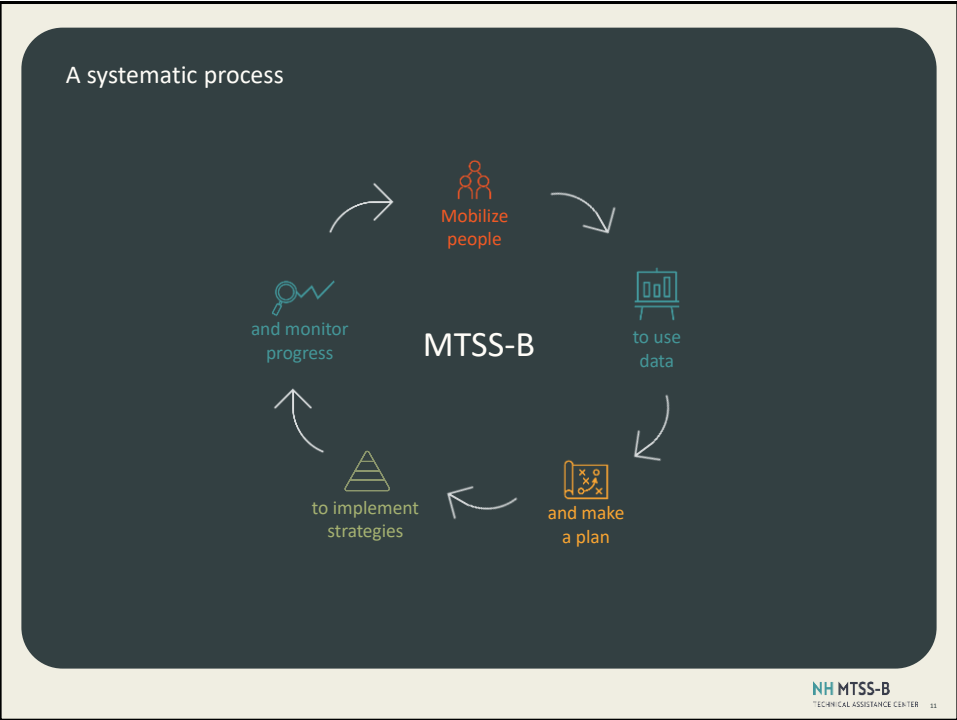 A systematic process
Mobilize
people
to use
data
and make
a plan
to implement
strategies
and monitor
progress
MTSS-B
NH MTSS-B
TECHNICAL ASSISTANCE CENTER
11